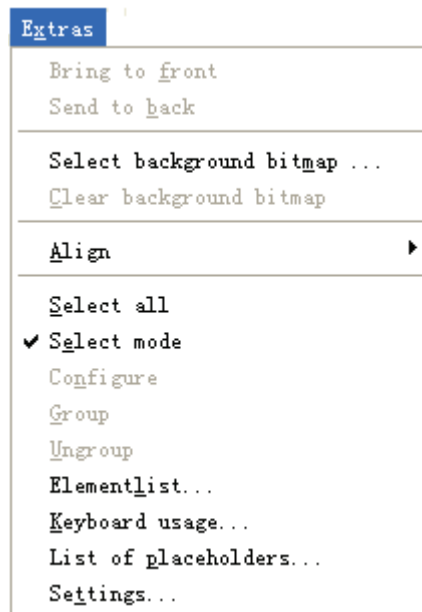 Extras
Bring to front
Send to back
Select background bitmap ...
Clear background bitmap
Align
Select all
Select mode
Configure
Group
Ungroup
Elementlist...
Keyboard usage...
List of placeholders...
Settings...